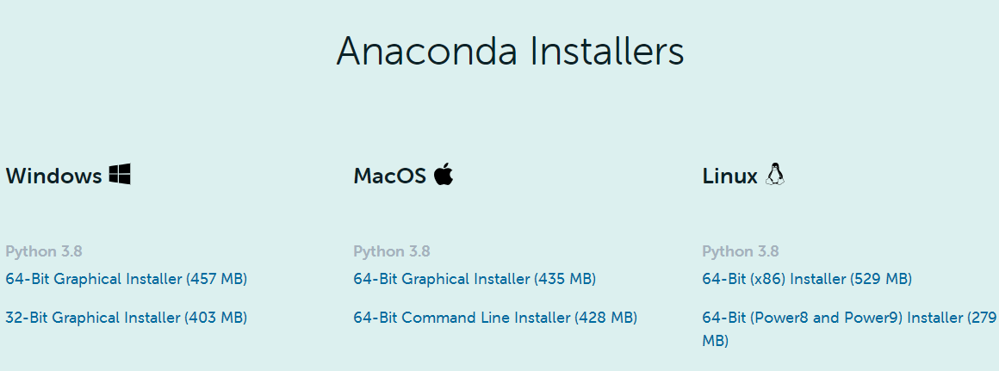 Anaconda Installers
Windows
Python 3.8
64-Bit Graphical Installer (457 MB)
32-Bit Graphical Installer (403 MB)
MacOS
Python 3.8
64-Bit Graphical Installer (435 MB)
64-Bit Command Line Installer (428 MB)
Linux
Python 3.8
64-Bit (x86) Installer (529 MB)
64-Bit (Power8 and Power9) Installer (279
MB)